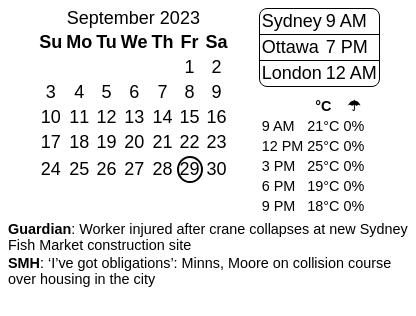 September 2023
Su Mo Tu We Th Fr Sa
1 2
3 4 5 6 7 8 9
10 11 12 13 14 15 16
17 18 19 20 21 22 23
24 25 26 27 28 29 30
Sydney 9 AM
Ottawa 7 PM
London 12 AM
°C ☂
9 AM 21°C 0%
12 PM 25°C 0%
3 PM 25°C 0%
6 PM 19°C 0%
9 PM 18°C 0%
Guardian: Worker injured after crane collapses at new Sydney
Fish Market construction site
SMH: ‘I’ve got obligations’: Minns, Moore on collision course
over housing in the city